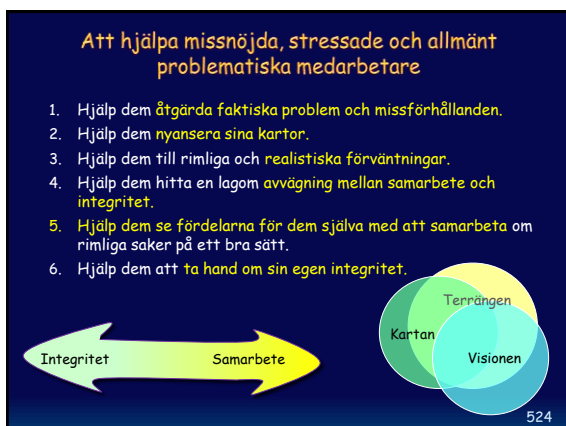 Att hjälpa missnöjda, stressade och allmänt
problematiska medarbetare
1. Hjälp dem åtgärda faktiska problem och missförhållanden.
2. Hjälp dem nyansera sina kartor.
3. Hjälp dem till rimliga och realistiska förväntningar.
4. Hjälp dem hitta en lagom avvägning mellan samarbete och
integritet.
5. Hjälp dem se fördelarna för dem själva med att samarbeta om
rimliga saker på ett bra sätt.
6. Hjälp dem att ta hand om sin egen integritet.
Terrängen
Kartan
Visionen
Integritet
Samarbete
524